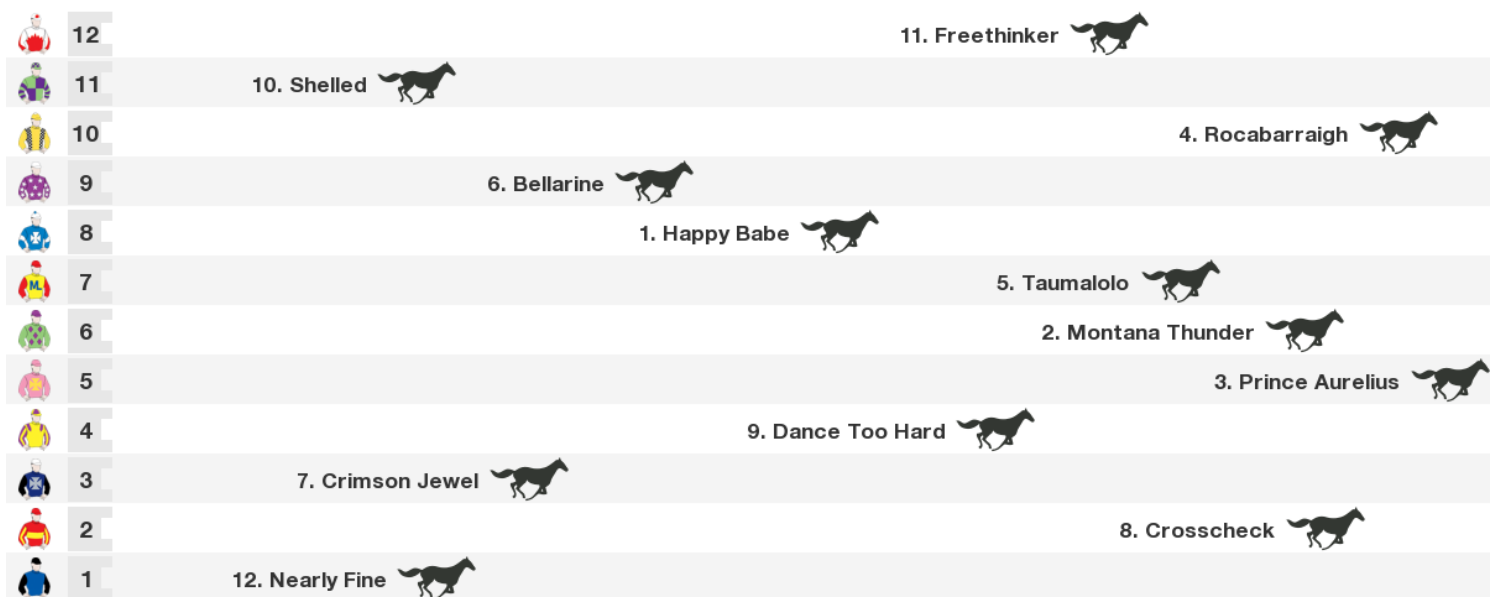 12 11. Freethinker
11 10. Shelled
10 4. Rocabarraigh
9 6. Bellarine
8 1. Happy Babe
ML 7 5. Taumalolo
6 2. Montana Thunder
5 3. Prince Aurelius
4 9. Dance Too Hard
3 7. Crimson Jewel
2 8. Crosscheck
1 12. Nearly Fine